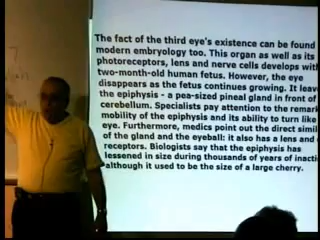 The fact of the third eye's existence can be found
modern embryology too. This organ as well as its
photoreceptors, lens and nerve cells develops with
two-month-old human fetus. However, the eye
disappears as the fetus continues growing. It leav
the epiphysis - a pea-sized pineal gland in front of
cerebellum. Specialists pay attention to the remark
mobility of the epiphysis and its ability to turn like
eye. Furthermore, medics point out the direct simil
of the gland and the eyeball: it also has a lens and
receptors. Biologists say that the epiphysis has
lessened in size during thousands of years of inacti
although it used to be the size of a large cherry.